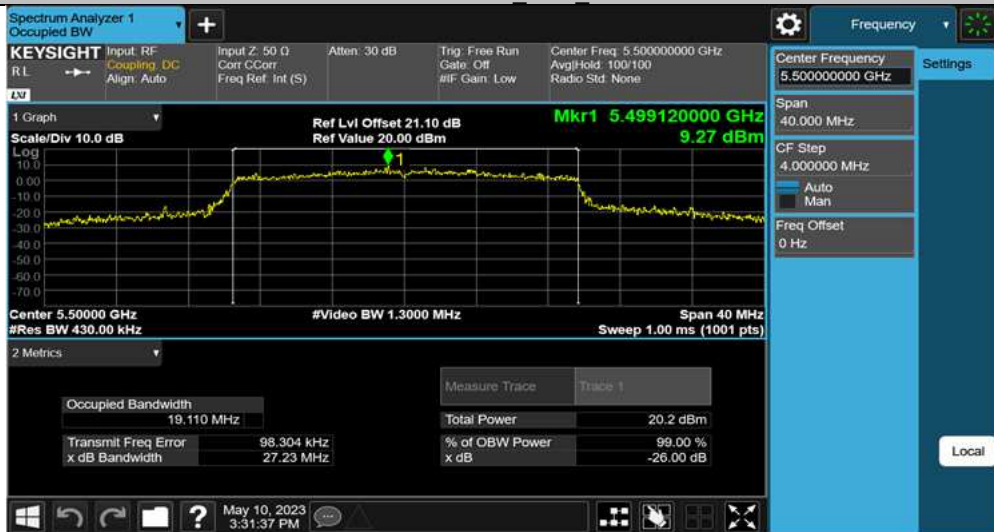 Spectrum Analyzer 1
Occupied BW
+
Frequency
KEYSIGHT
RL
LXI
Input: RF
Coupling: DC
Align: Auto
Input Z: 50 Ω
Corr CCorr
Freq Ref: Int (S)
Atten: 30 dB
Trig: Free Run
Gate: Off
#IF Gain: Low
Center Freq: 5.500000000 GHz
Avg|Hold: 100/100
Radio Std: None
Center Frequency
5.500000000 GHz
Settings
Span
40.000 MHz
CF Step
4.000000 MHz
Auto
Man
Freq Offset
0 Hz
1 Graph
Scale/Div 10.0 dB
Ref Lvl Offset 21.10 dB
Ref Value 20.00 dBm
Mkr1 5.499120000 GHz
9.27 dBm
Log
10.0
0.00
-10.0
-20.0
-30.0
-40.0
-50.0
-60.0
-70.0
1
Center 5.50000 GHz
#Video BW 1.3000 MHz
Span 40 MHz
#Res BW 430.00 kHz
Sweep 1.00 ms (1001 pts)
2 Metrics
Measure Trace Trace 1
Occupied Bandwidth
19.110 MHz
Total Power 20.2 dBm
Transmit Freq Error 98.304 kHz
% of OBW Power 99.00 %
x dB Bandwidth 27.23 MHz
x dB -26.00 dB
Local
?
May 10, 2023
3:31:37 PM